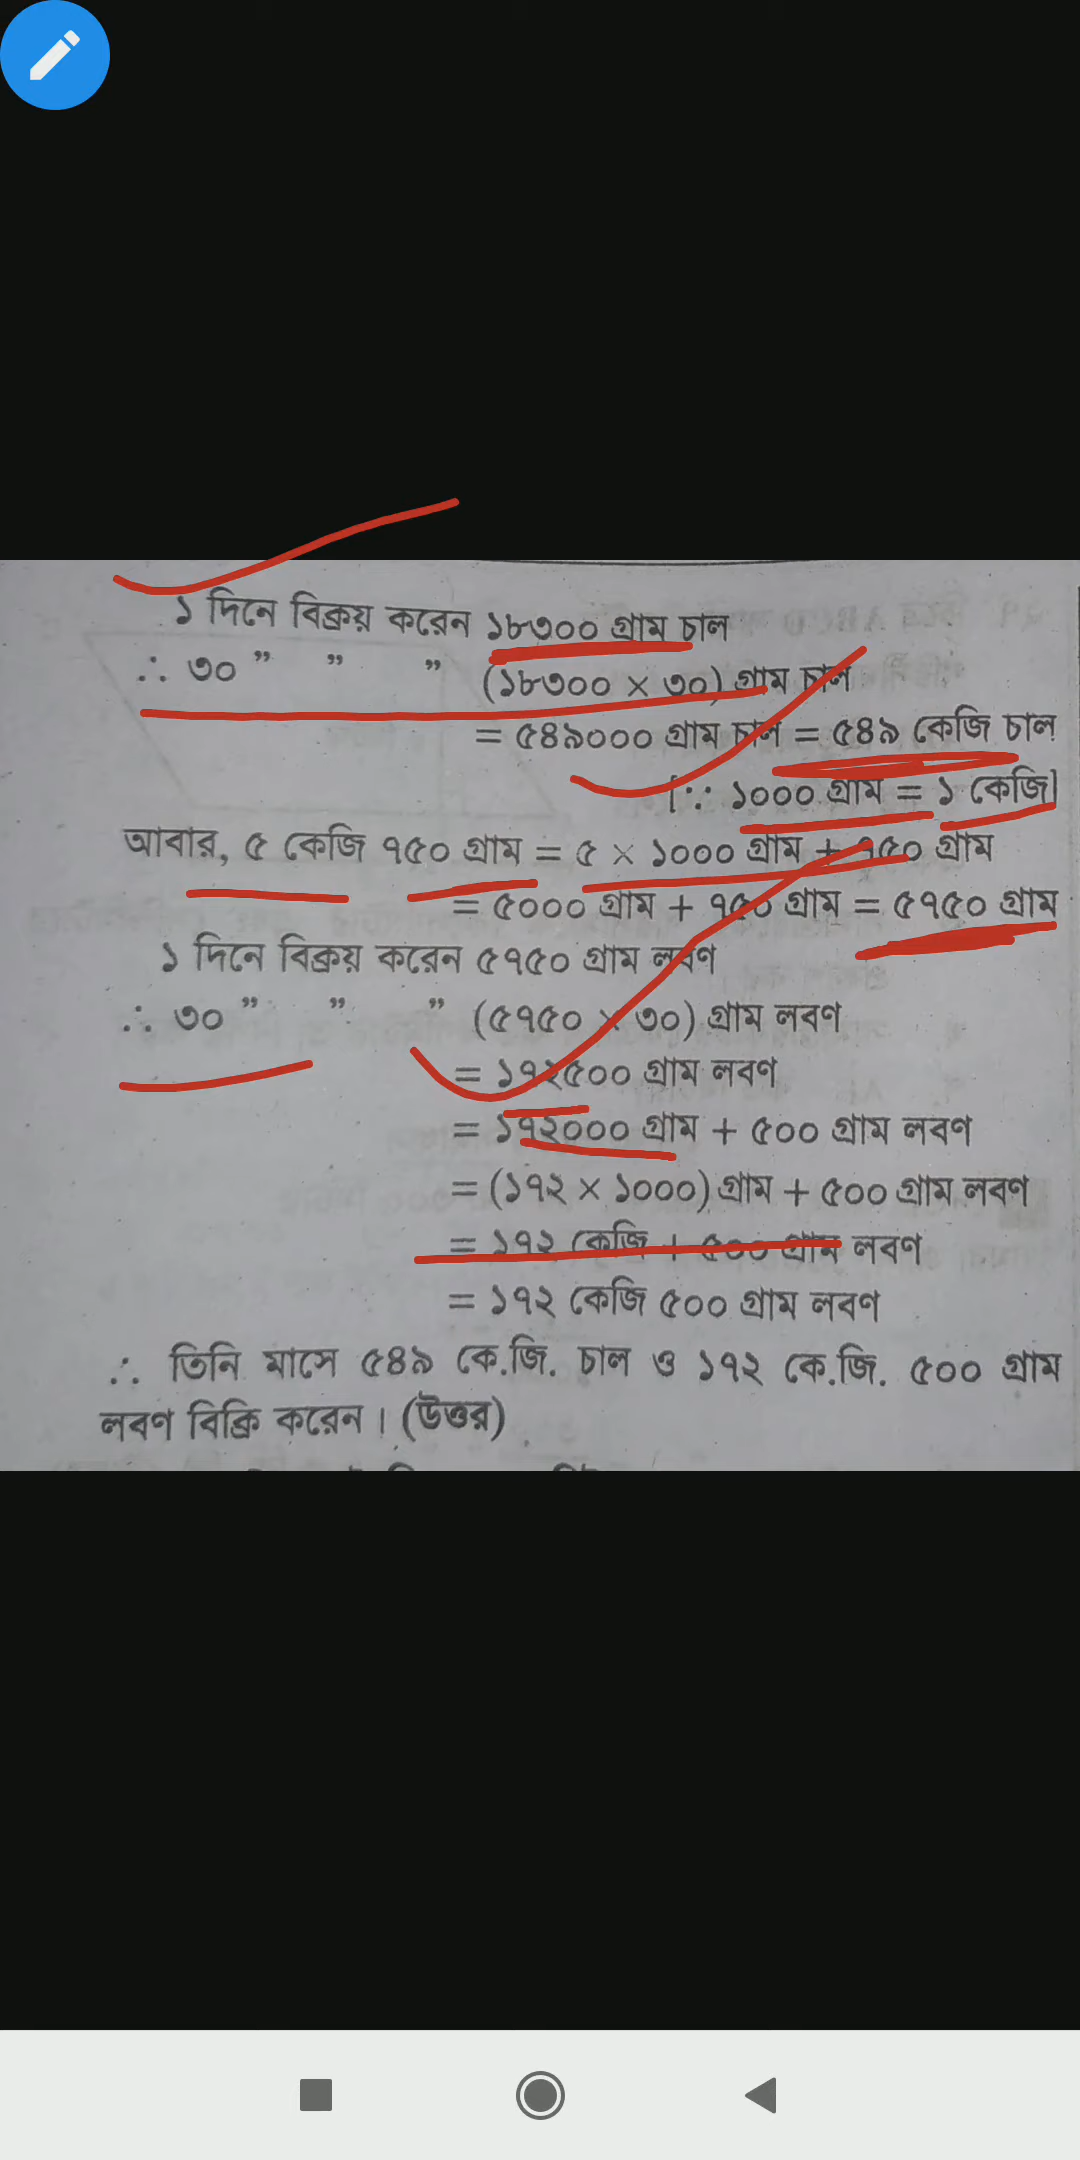 ১ দিনে বিক্রয় করেন ১৮৩০০ গ্রাম চাল
∴ ৩০ ” ” ” (১৮৩০০ × ৩০) গ্রাম চাল
= ৫৪৯০০০ গ্রাম চাল = ৫৪৯ কেজি চাল
[∵ ১০০০ গ্রাম = ১ কেজি]
আবার, ৫ কেজি ৭৫০ গ্রাম = ৫ × ১০০০ গ্রাম + ৭৫০ গ্রাম
= ৫০০০ গ্রাম + ৭৫০ গ্রাম = ৫৭৫০ গ্রাম
১ দিনে বিক্রয় করেন ৫৭৫০ গ্রাম লবণ
∴ ৩০ ” ” ” (৫৭৫০ × ৩০) গ্রাম লবণ
= ১৭২৫০০ গ্রাম লবণ
= ১৭২০০০ গ্রাম + ৫০০ গ্রাম লবণ
= (১৭২ × ১০০০) গ্রাম + ৫০০ গ্রাম লবণ
= ১৭২ কেজি + ৫০০ গ্রাম লবণ
= ১৭২ কেজি ৫০০ গ্রাম লবণ
∴ তিনি মাসে ৫৪৯ কে.জি. চাল ও ১৭২ কে.জি. ৫০০ গ্রাম
লবণ বিক্রি করেন। (উত্তর)